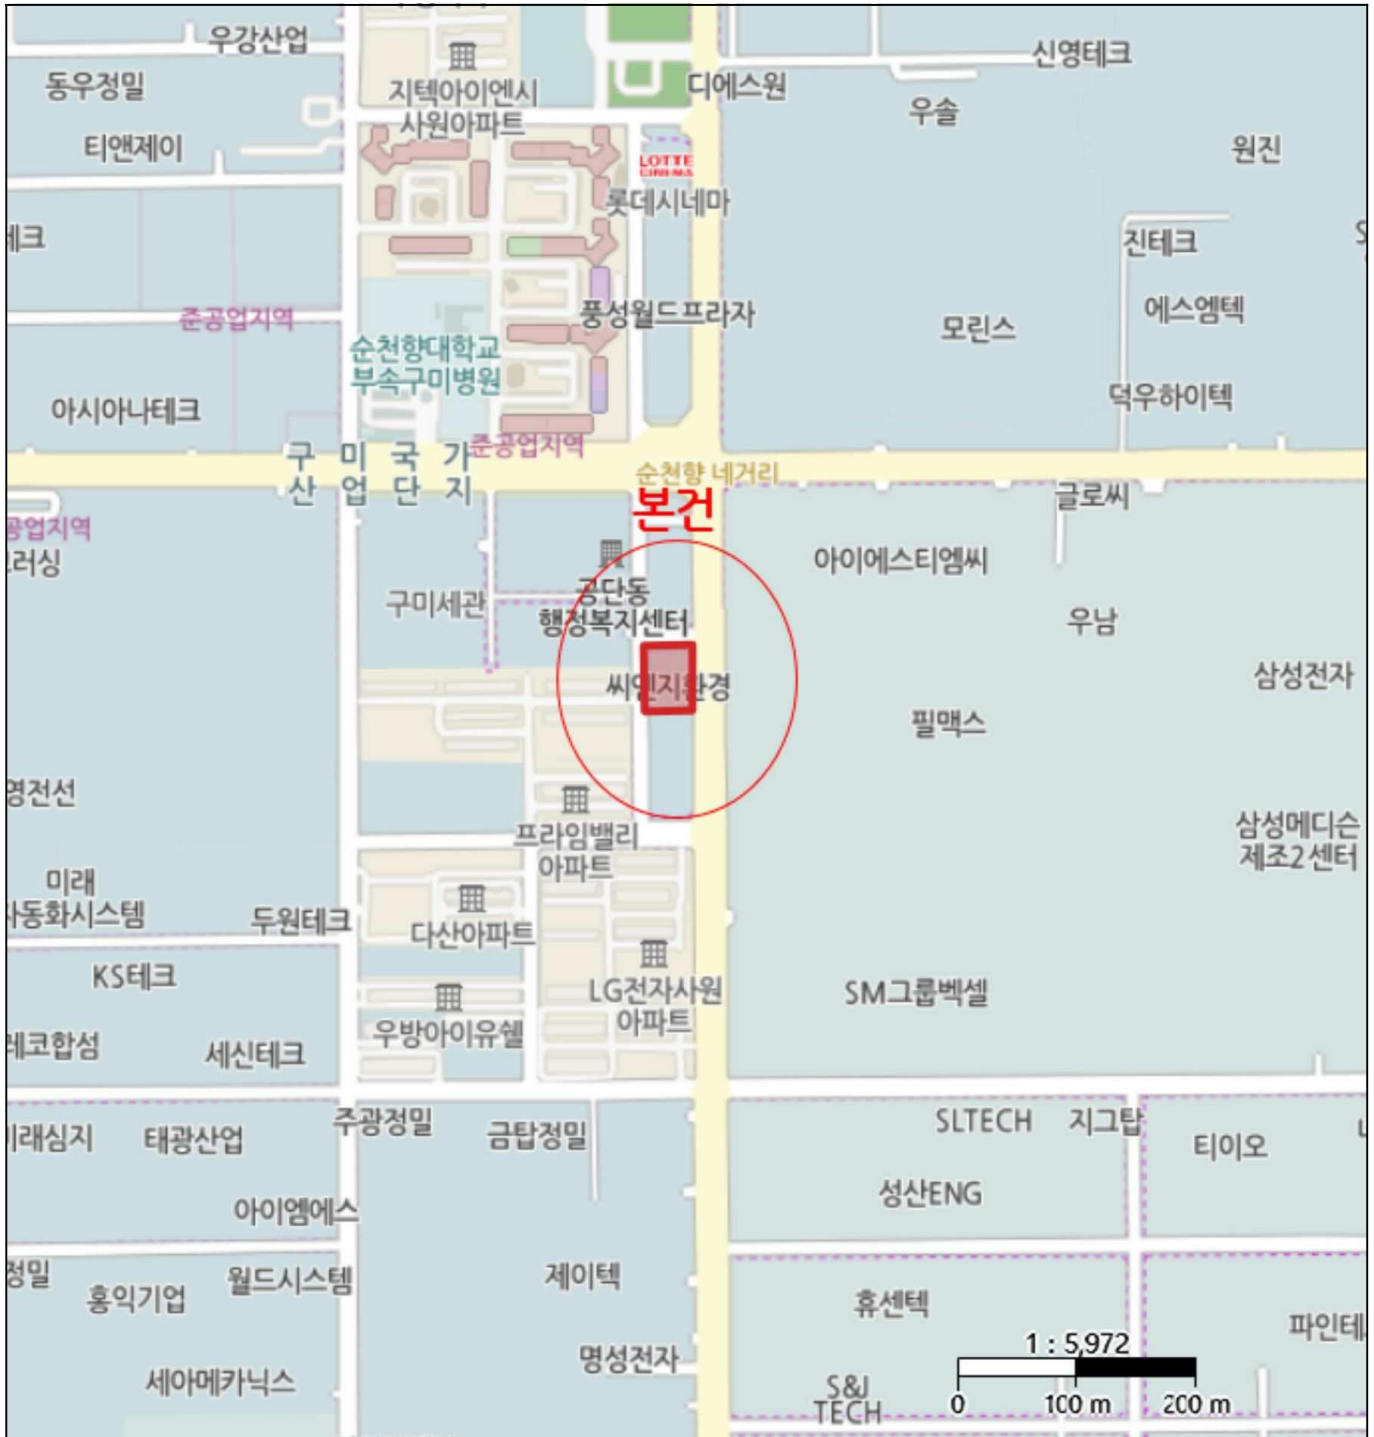 우강산업
신영테크
동우정밀
지텍아이엔시
사원아파트
디에스원
우솔
티앤제이
원진
LOTTE
CINEMA
롯데시네마
테크
진테크
준공업지역
풍성월드프라자
모린스
에스엠텍
순천향대학교
부속구미병원
아시아나테크
덕우하이텍
구 미 국 가
산 업 단 지
준공업지역
순천향 네거리
본건
글로씨
공업지역
러싱
아이에스티엠씨
구미세관
공단동
행정복지센터
우남
씨엔지환경
삼성전자
필맥스
영전선
프라임밸리
아파트
삼성메디슨
제조2센터
미래
자동화시스템
두원테크
다산아파트
KS테크
LG전자사원
아파트
SM그룹벡셀
우방아이유쉘
레코합섬
세신테크
주광정밀
금탑정밀
SLTECH
지그탑
미래심지
태광산업
티이오
성산ENG
아이엠에스
정밀
월드시스템
홍익기업
제이텍
휴센텍
파인테
1 : 5,972
명성전자
세아메카닉스
S&J
TECH
0 100 m 200 m